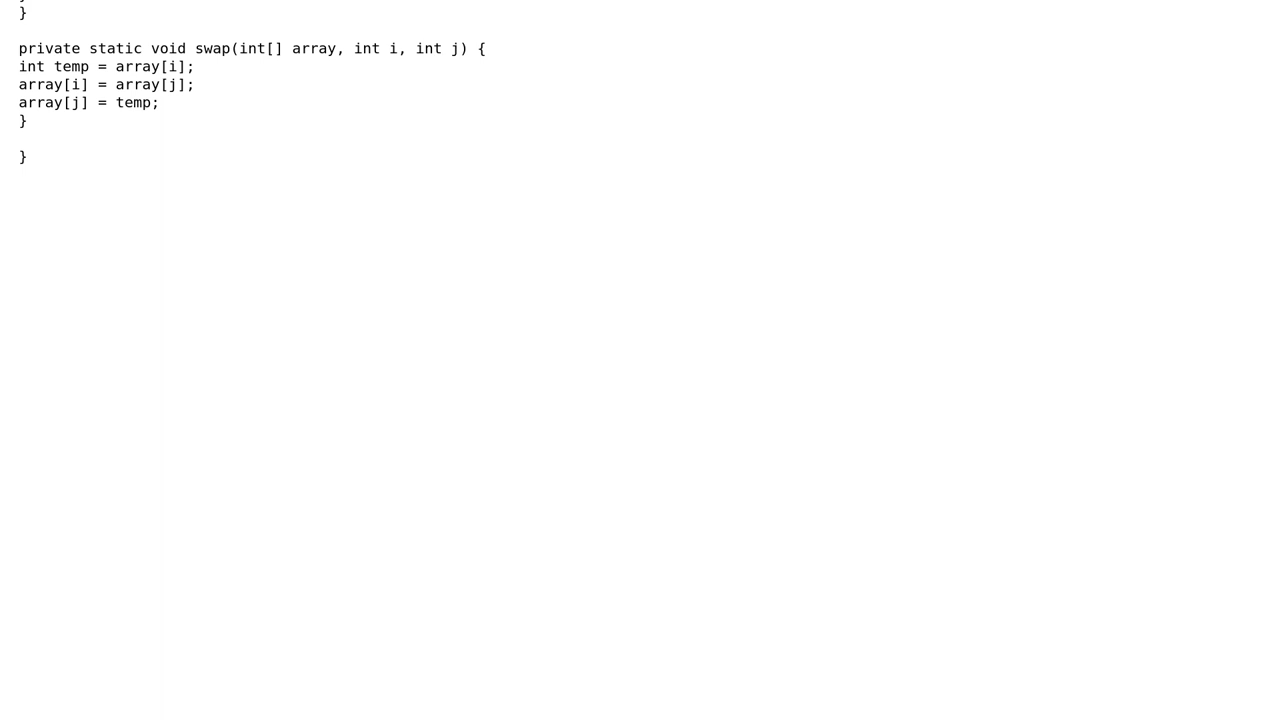 }

private static void swap(int[] array, int i, int j) {
int temp = array[i];
array[i] = array[j];
array[j] = temp;
}

}